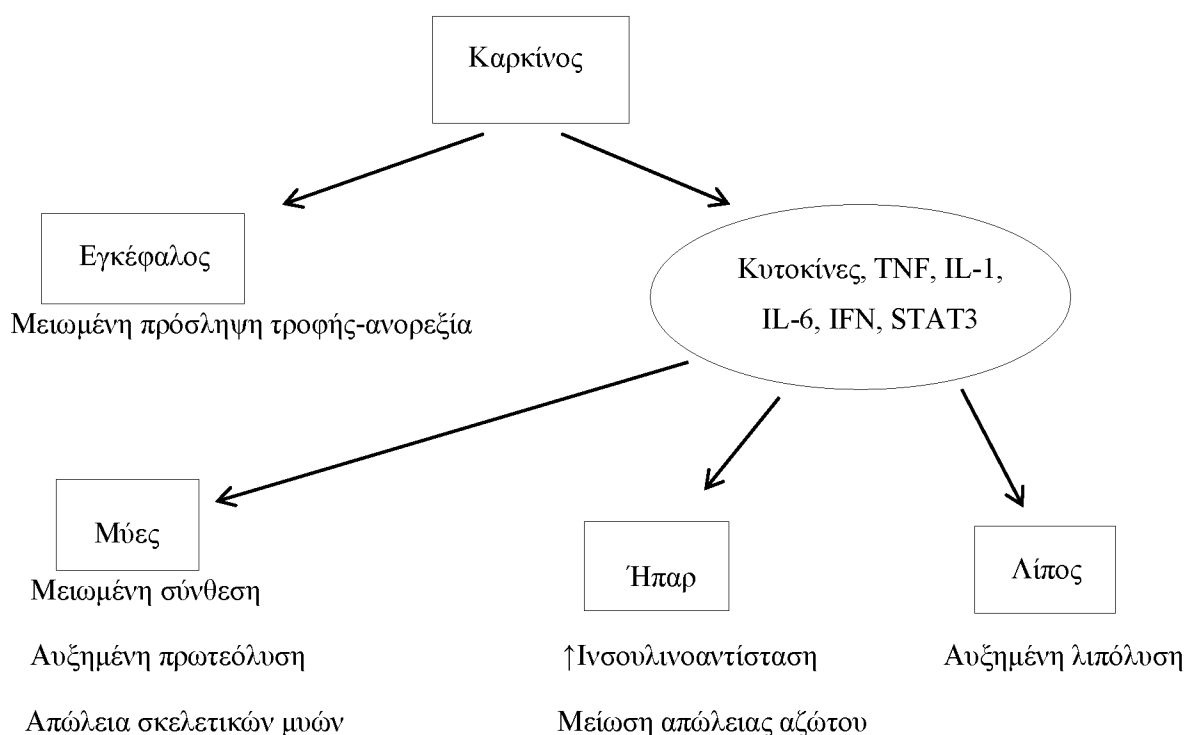 Καρκίνος
Εγκέφαλος
Μειωμένη πρόσληψη τροφής-ανορεξία
Κυτοκίνες, TNF, IL-1,
IL-6, IFN, STAT3
Μύες
Μειωμένη σύνθεση
Αυξημένη πρωτεόλυση
Απώλεια σκελετικών μυών
Ήπαρ
↑Ινσουλινοαντίσταση
Μείωση απώλειας αζώτου
Λίπος
Αυξημένη λιπόλυση